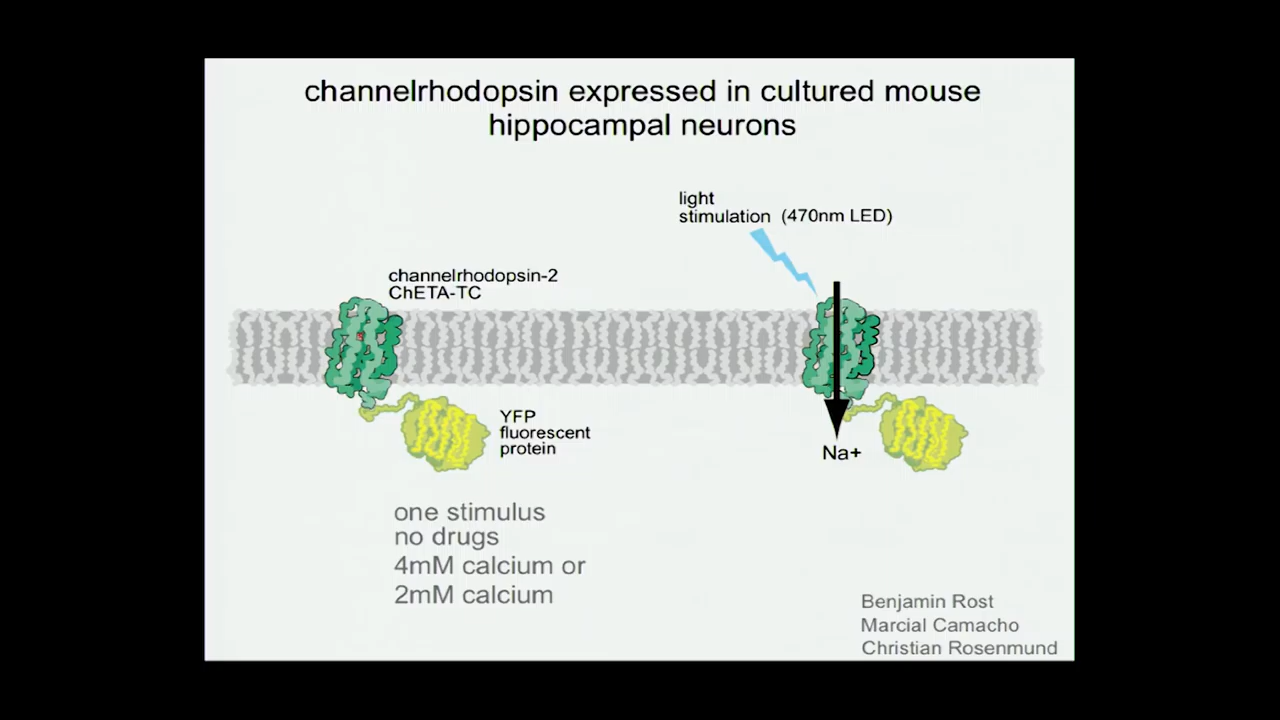 channelrhodopsin expressed in cultured mouse
hippocampal neurons
light
stimulation (470nm LED)
channelrhodopsin-2
ChETA-TC
YFP
fluorescent
protein
Na+
one stimulus
no drugs
4mM calcium or
2mM calcium
Benjamin Rost
Marcial Camacho
Christian Rosenmund